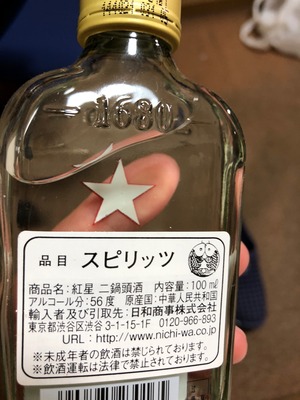 一1680
品目 スピリッツ
商品名：紅星 二鍋頭酒 内容量：100㎖
アルコール分：56度 原産国：中華人民共和国
輸入者及び引取先：日和商事株式会社
東京都渋谷区渋谷 3-1-15-1F 0120-966-893
URL：http://www.nichi-wa.co.jp
※未成年者の飲酒は禁じられております。
※飲酒運転は法律で禁止されております。